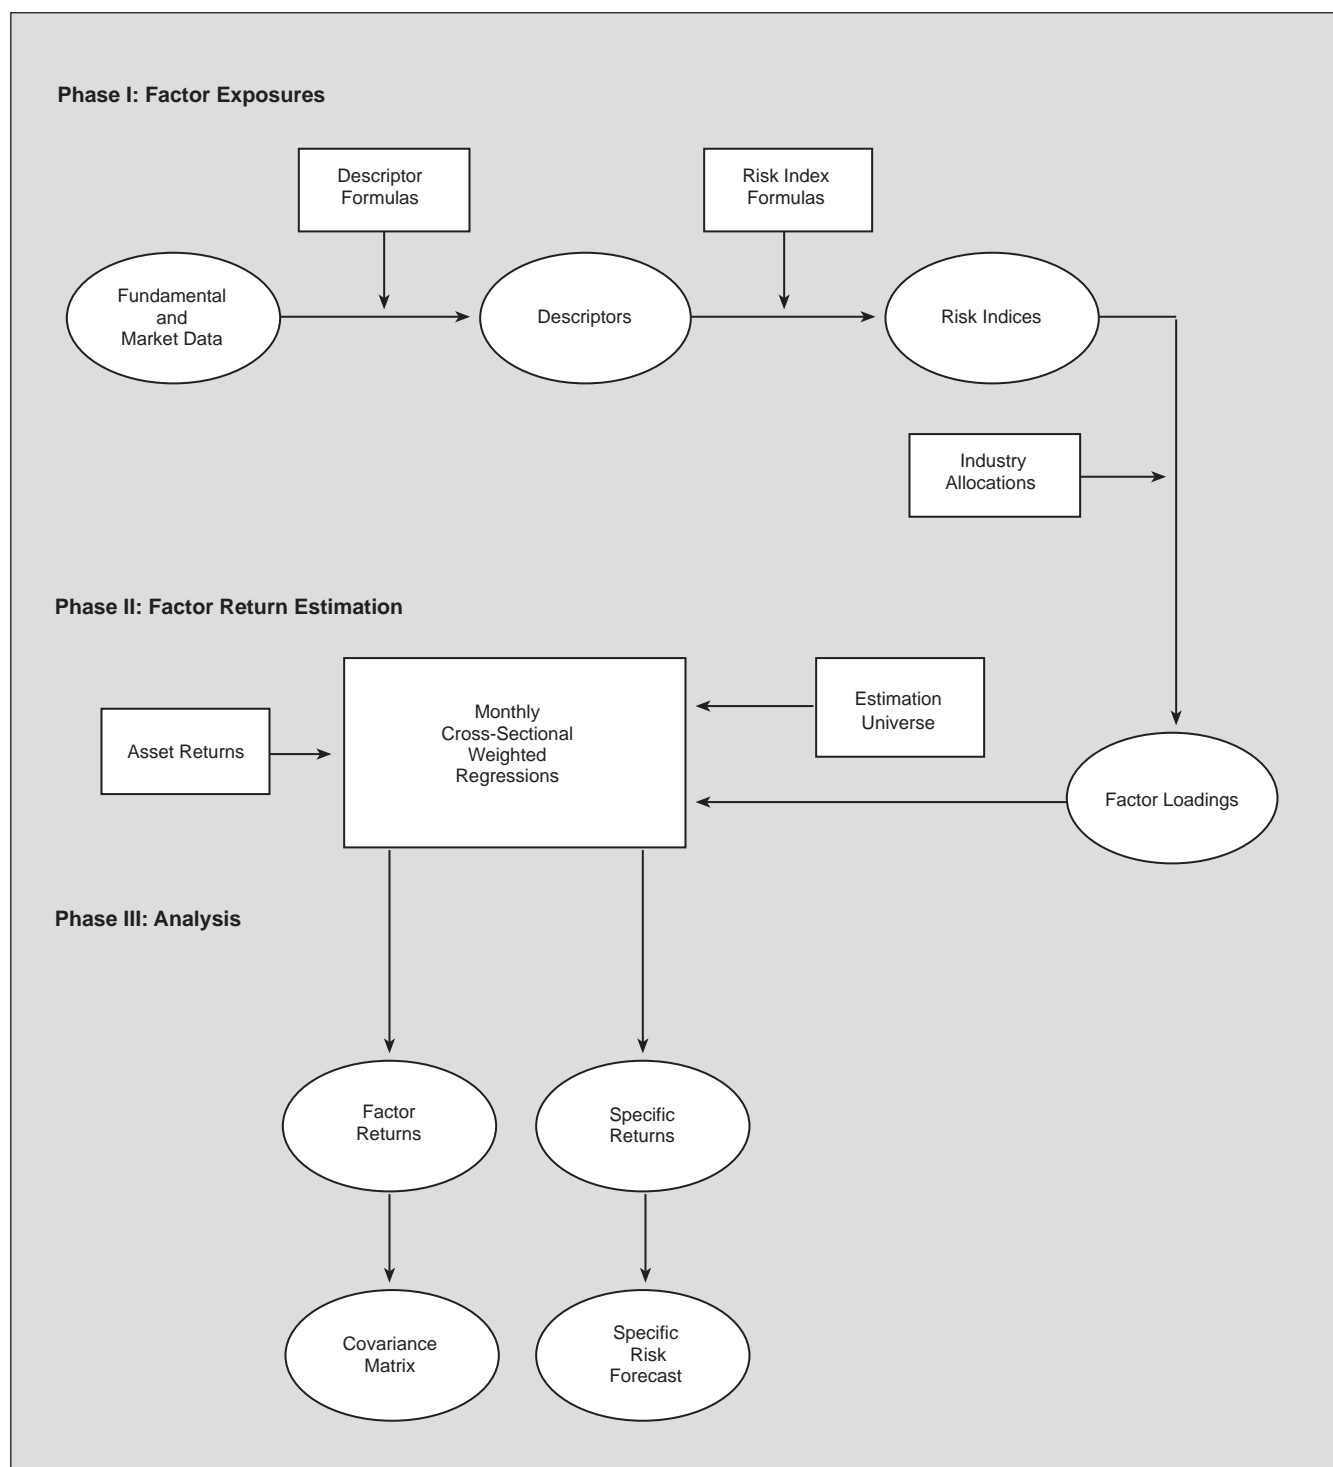 Phase I: Factor Exposures
Descriptor
Formulas
Risk Index
Formulas
Fundamental
and
Market Data
Descriptors
Risk Indices
Industry
Allocations
Phase II: Factor Return Estimation
Monthly
Cross-Sectional
Weighted
Regressions
Estimation
Universe
Asset Returns
Factor Loadings
Phase III: Analysis
Factor
Returns
Specific
Returns
Covariance
Matrix
Specific
Risk
Forecast